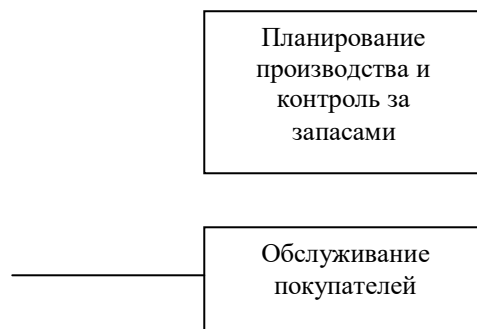 Планирование
производства и
контроль за
запасами
Обслуживание
покупателей